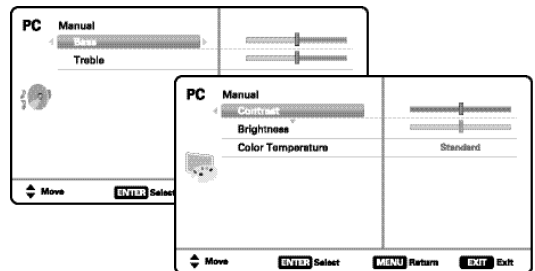 PC Manual
Bass
Treble
Move ENTER Select
PC Manual
Contrast
Brightness
Color Temperature Standard
Move ENTER Select MENU Return EXIT Exit